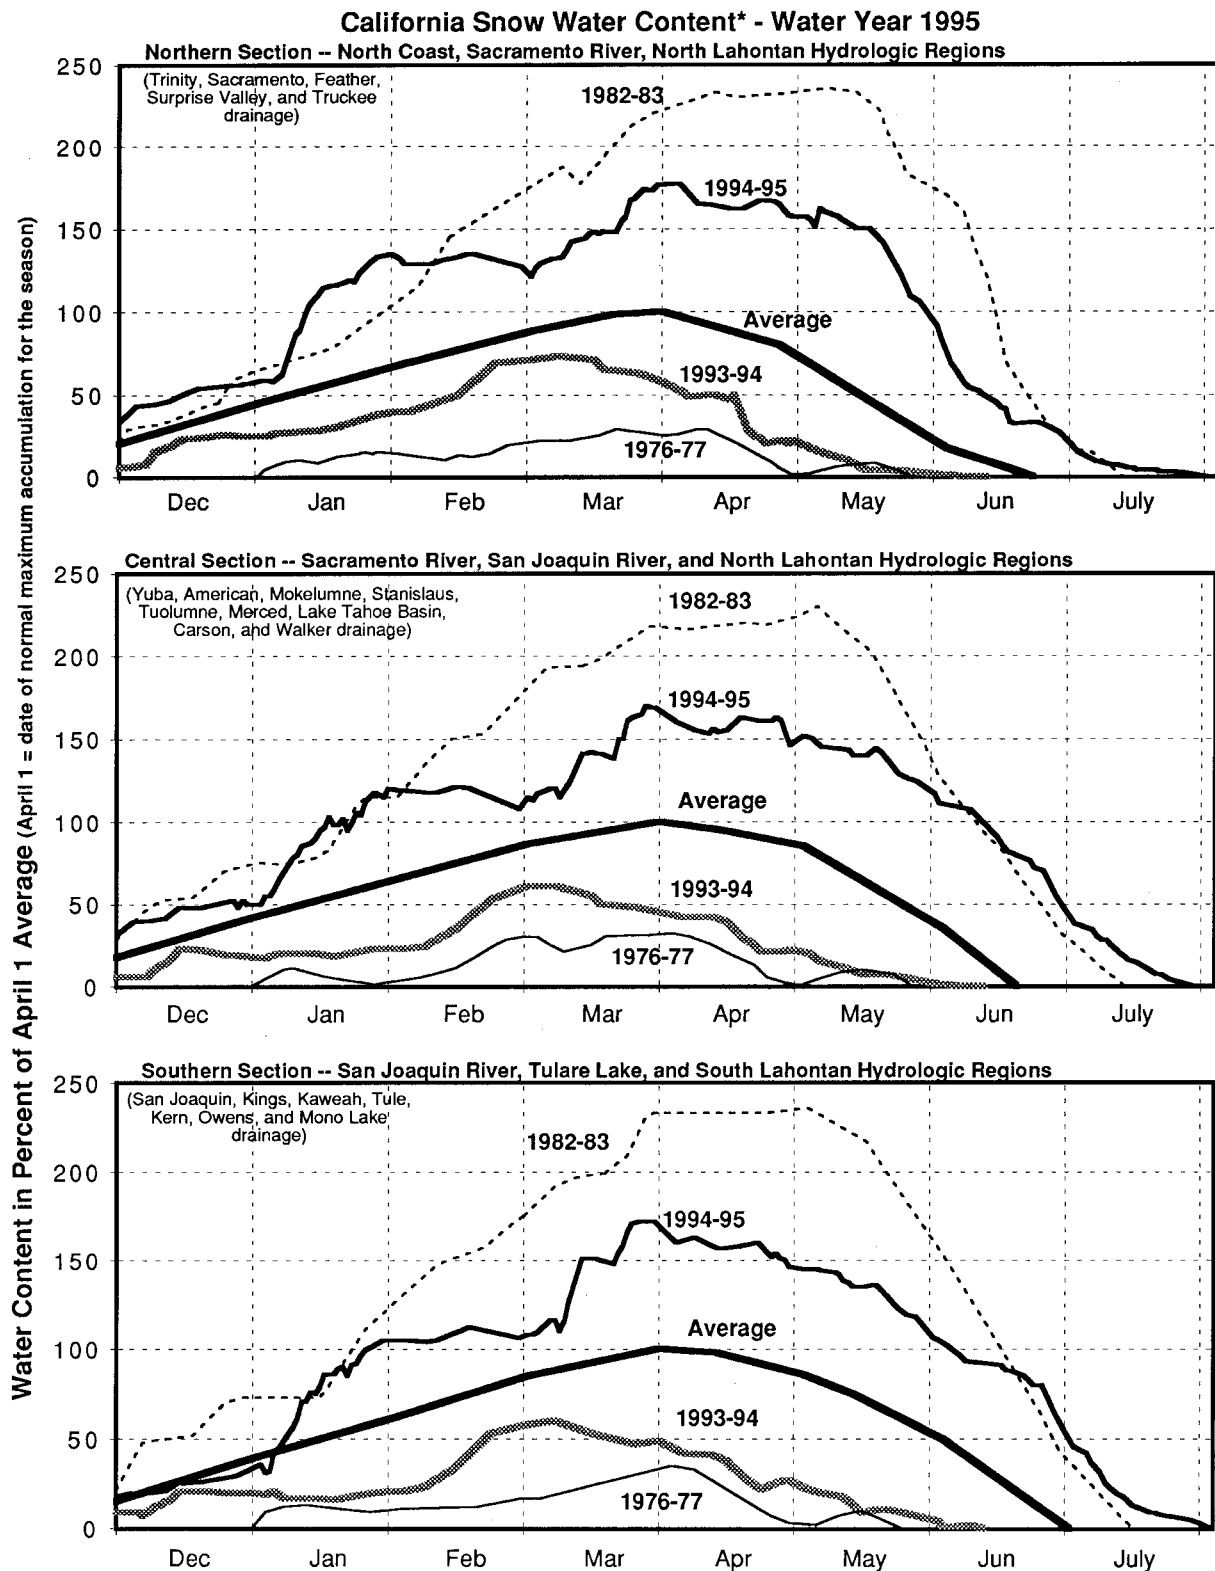 California Snow Water Content* - Water Year 1995
Water Content in Percent of April 1 Average (April 1 = date of normal maximum accumulation for the season)
Northern Section -- North Coast, Sacramento River, North Lahontan Hydrologic Regions
(Trinity, Sacramento, Feather,
Surprise Valley, and Truckee
drainage)
250
200
150
100
50
0
1982-83
1994-95
Average
1993-94
1976-77
Dec Jan Feb Mar Apr May Jun July
Central Section -- Sacramento River, San Joaquin River, and North Lahontan Hydrologic Regions
(Yuba, American, Mokelumne, Stanislaus,
Tuolumne, Merced, Lake Tahoe Basin,
Carson, and Walker drainage)
250
200
150
100
50
0
1982-83
1994-95
Average
1993-94
1976-77
Dec Jan Feb Mar Apr May Jun July
Southern Section -- San Joaquin River, Tulare Lake, and South Lahontan Hydrologic Regions
(San Joaquin, Kings, Kaweah, Tule,
Kern, Owens, and Mono Lake
drainage)
250
200
150
100
50
0
1982-83
1994-95
Average
1993-94
1976-77
Dec Jan Feb Mar Apr May Jun July